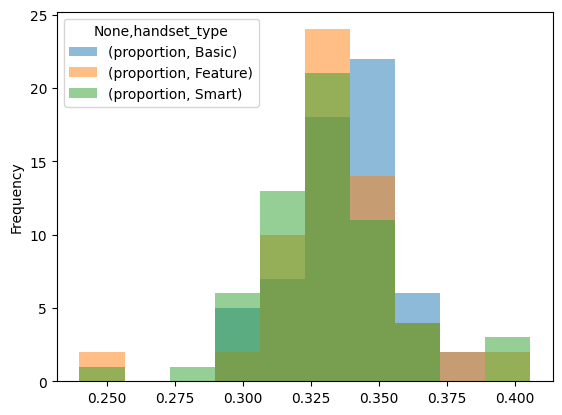 None,handset_type
(proportion, Basic)
(proportion, Feature)
(proportion, Smart)
Frequency
25
20
15
10
5
0
0.250 0.275 0.300 0.325 0.350 0.375 0.400